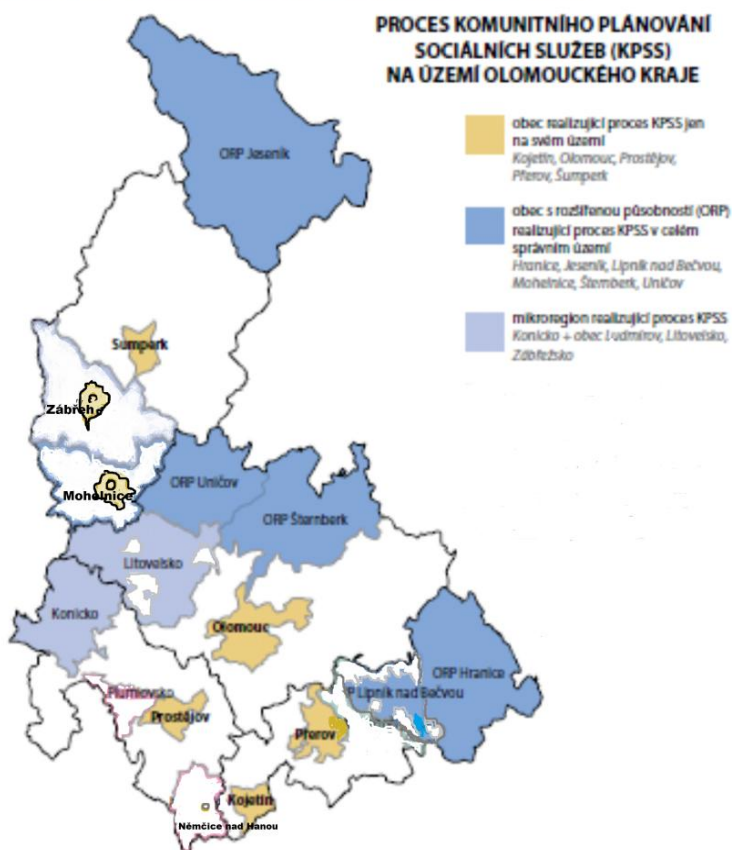 PROCES KOMUNITNÍHO PLÁNOVÁNÍ
SOCIÁLNÍCH SLUŽEB (KPSS)
NA ÚZEMÍ OLOMOUCKÉHO KRAJE
obec realizující proces KPSS jen
na svém území
Kojetín, Olomouc, Prostějov,
Přerov, Šumperk
obec s rozšířenou působností (ORP)
realizující proces KPSS v celém
správním území
Hranice, Jeseník, Lipník nad Bečvou,
Mohelnice, Šternberk, Uničov
mikroregion realizující proces KPSS
Konicko + obec Ludmírov, Litovelsko,
Zábřežsko
ORP Jeseník
Šumperk
Zábřeh
Mohelnice
ORP Uničov
ORP Šternberk
Litovelsko
Konicko
Olomouc
ORP Hranice
P Lipník nad Bečvou
Plumlovsko
Prostějov
Přerov
Kojetín
Němčice nad Hanou